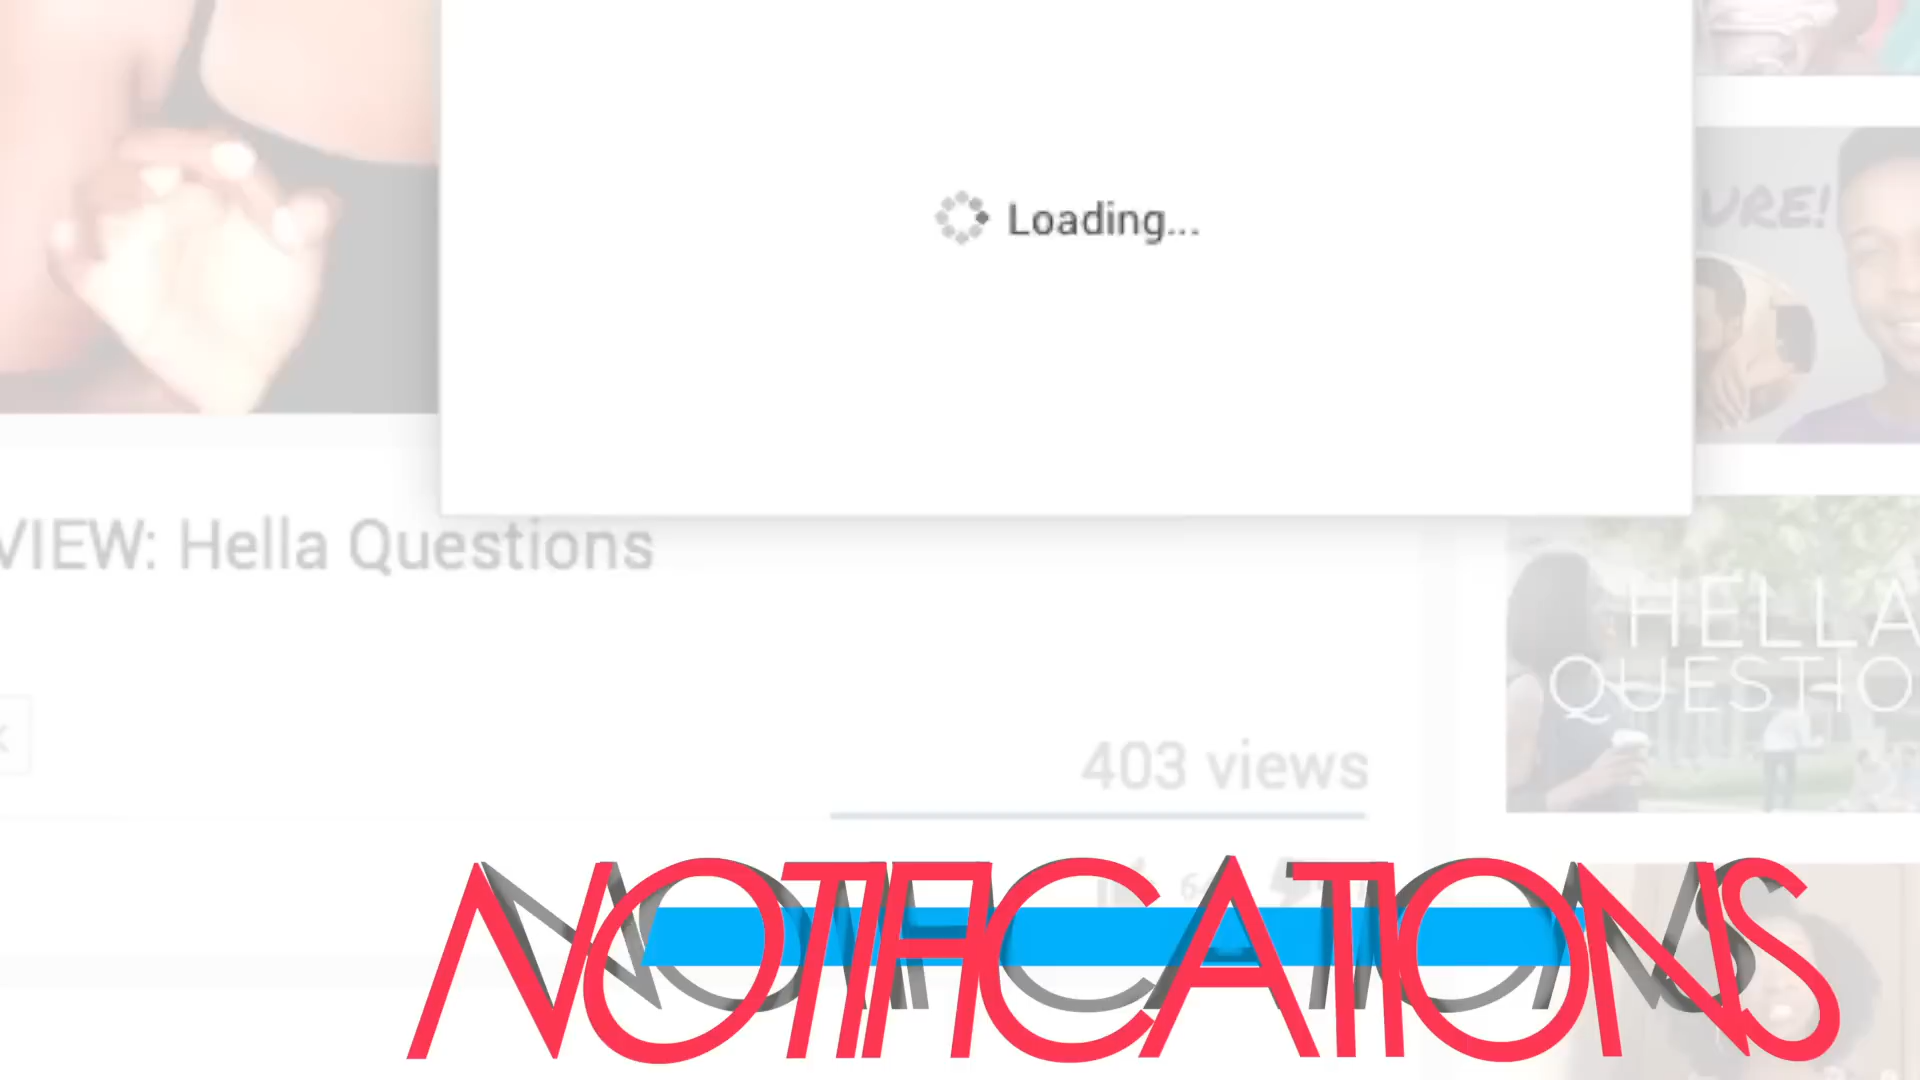 Loading...
URE!
VIEW: Hella Questions
HELLA
QUESTIO
403 views
NOTIFICATIONS